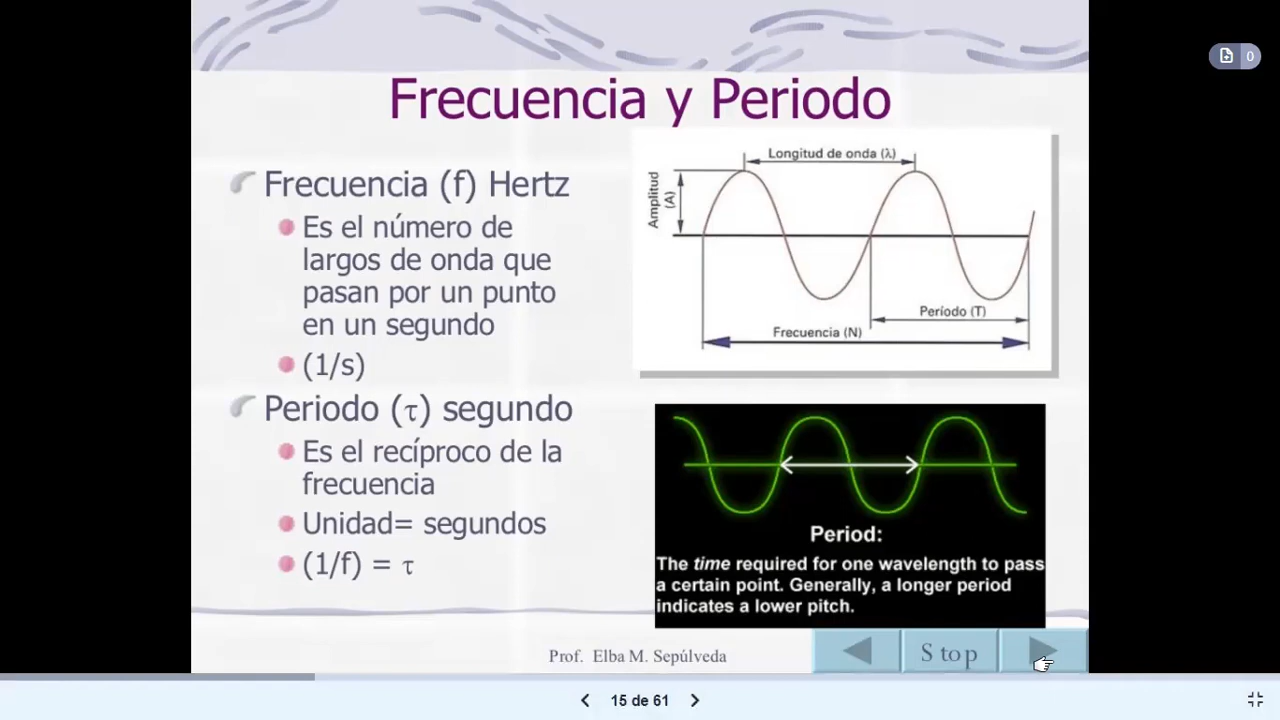 Frecuencia y Periodo
Frecuencia (f) Hertz
Es el número de
largos de onda que
pasan por un punto
en un segundo
(1/s)
Periodo (τ) segundo
Es el recíproco de la
frecuencia
Unidad= segundos
(1/f) = τ
Longitud de onda (λ)
Amplitud
(A)
Período (T)
Frecuencia (N)
Period:
The time required for one wavelength to pass
a certain point. Generally, a longer period
indicates a lower pitch.
Prof. Elba M. Sepúlveda
Stop
0
15 de 61